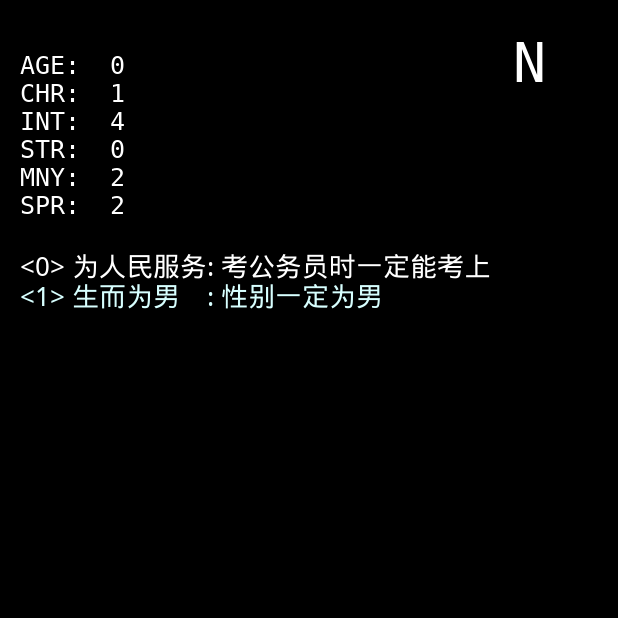 N
AGE: 0
CHR: 1
INT: 4
STR: 0
MNY: 2
SPR: 2
<0> 为人民服务: 考公务员时一定能考上
<1> 生而为男　: 性别一定为男